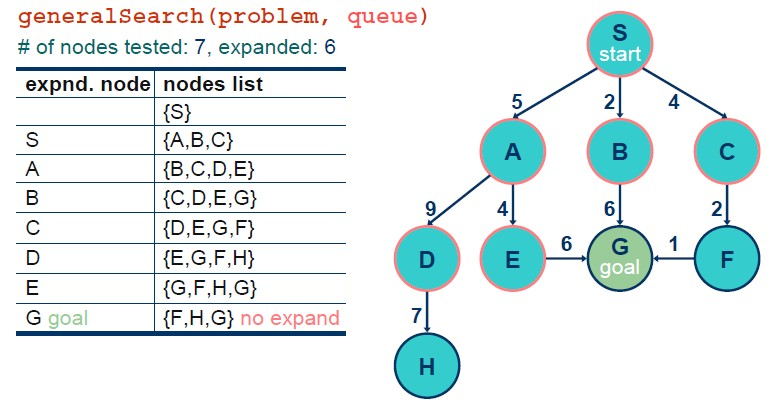 generalSearch(problem, queue)
# of nodes tested: 7, expanded: 6
expnd. node nodes list
{S}
S {A,B,C}
A {B,C,D,E}
B {C,D,E,G}
C {D,E,G,F}
D {E,G,F,H}
E {G,F,H,G}
G goal {F,H,G} no expand
S
start
5 2 4
A B C
9 4 6 2
D E 6 G
goal 1 F
7
H